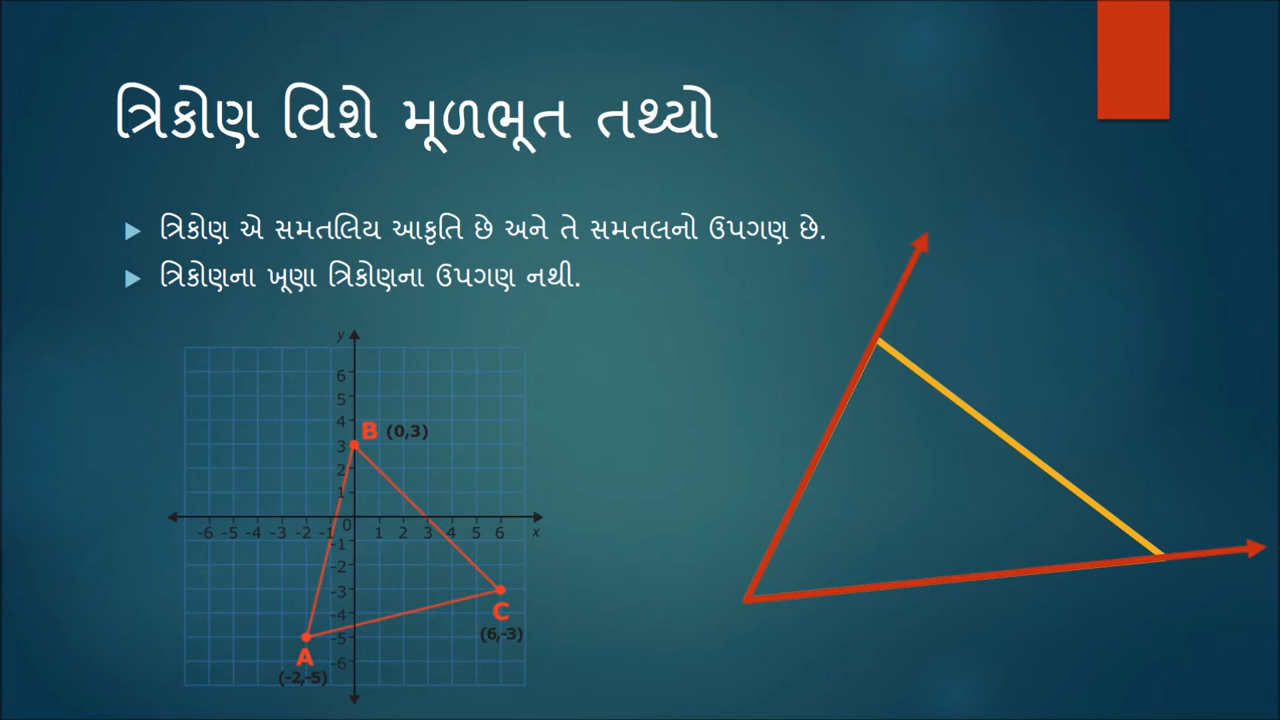 ત્રિકોણ વિશે મૂળભૂત તથ્યો
ત્રિકોણ એ સમતલિય આકૃતિ છે અને તે સમતલનો ઉપગણ છે.
ત્રિકોણના ખૂણા ત્રિકોણના ઉપગણ નથી.
y
6
5
4
B (0,3)
3
2
1
0
-6 -5 -4 -3 -2 -1 1 2 3 4 5 6 x
-1
-2
-3
C
-4
(6,-3)
-5
A
-6
(-2,-5)